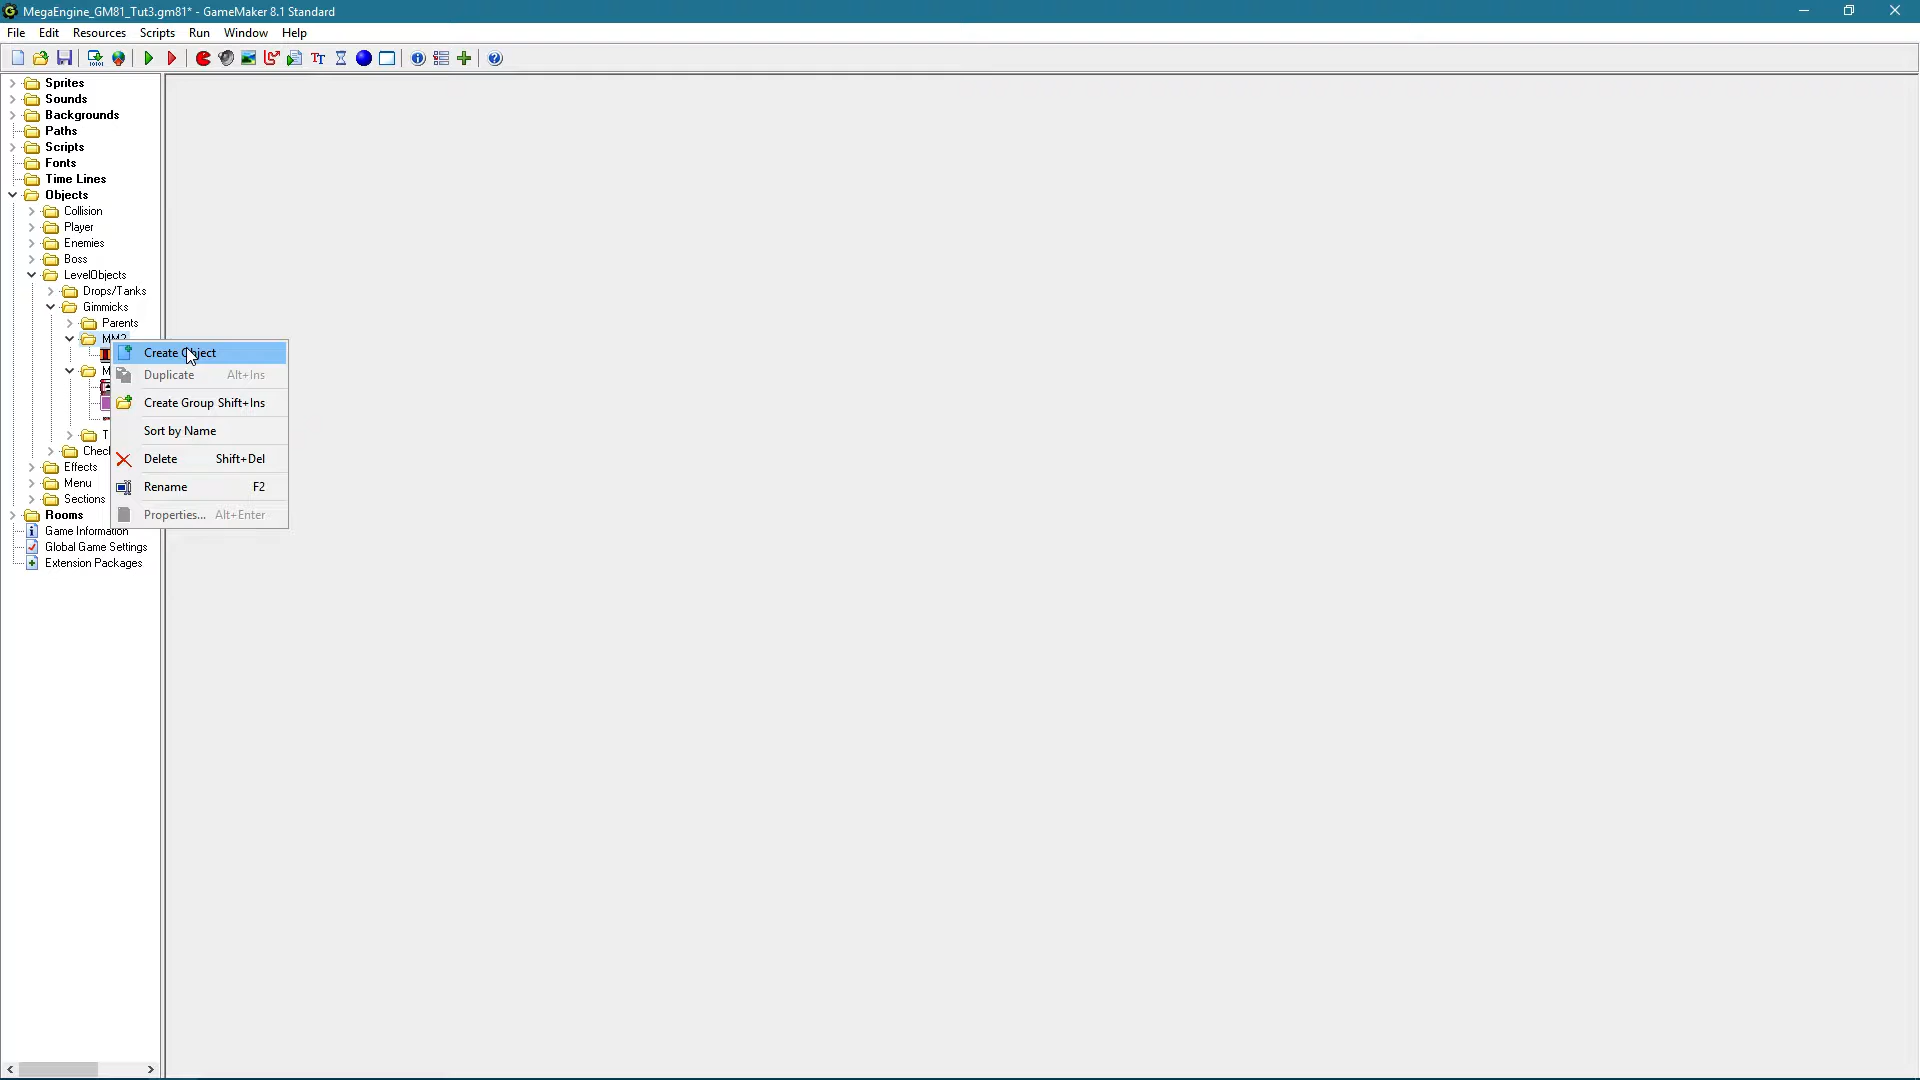 MegaEngine_GM81_Tut3.gm81* - GameMaker 8.1 Standard
File Edit Resources Scripts Run Window Help
Sprites
Sounds
Backgrounds
Paths
Scripts
Fonts
Time Lines
Objects
Collision
Player
Enemies
Boss
LevelObjects
Drops/Tanks
Gimmicks
Parents
MM2
Create Object
Duplicate Alt+Ins
Create Group Shift+Ins
Sort by Name
Delete Shift+Del
Rename F2
Properties... Alt+Enter
Effects
Menu
Sections
Rooms
Game Information
Global Game Settings
Extension Packages